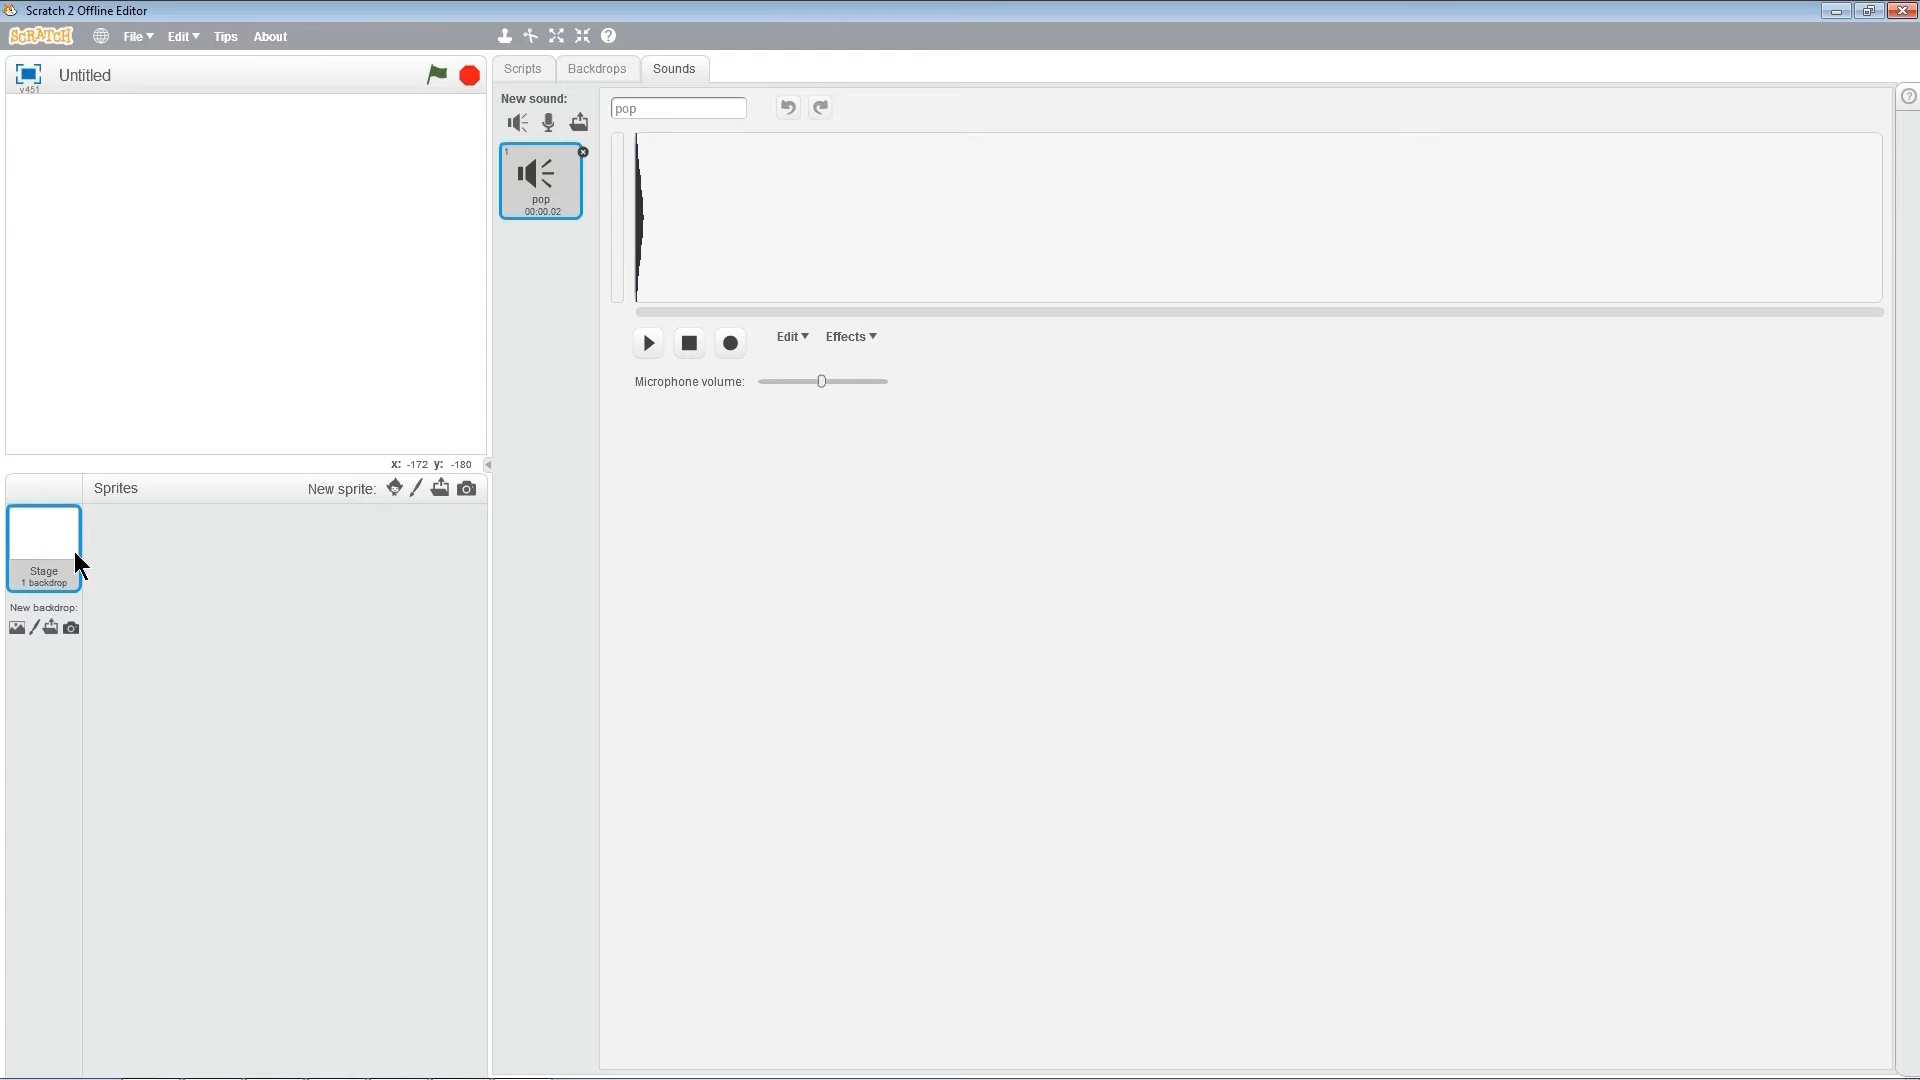 Scratch 2 Offline Editor
SCRATCH File Edit Tips About
v451
Untitled
Scripts Backdrops Sounds
New sound:
pop
1
pop
00:00.02
Edit Effects
Microphone volume:
x: -172 y: -180
Sprites New sprite:
Stage
1 backdrop
New backdrop: